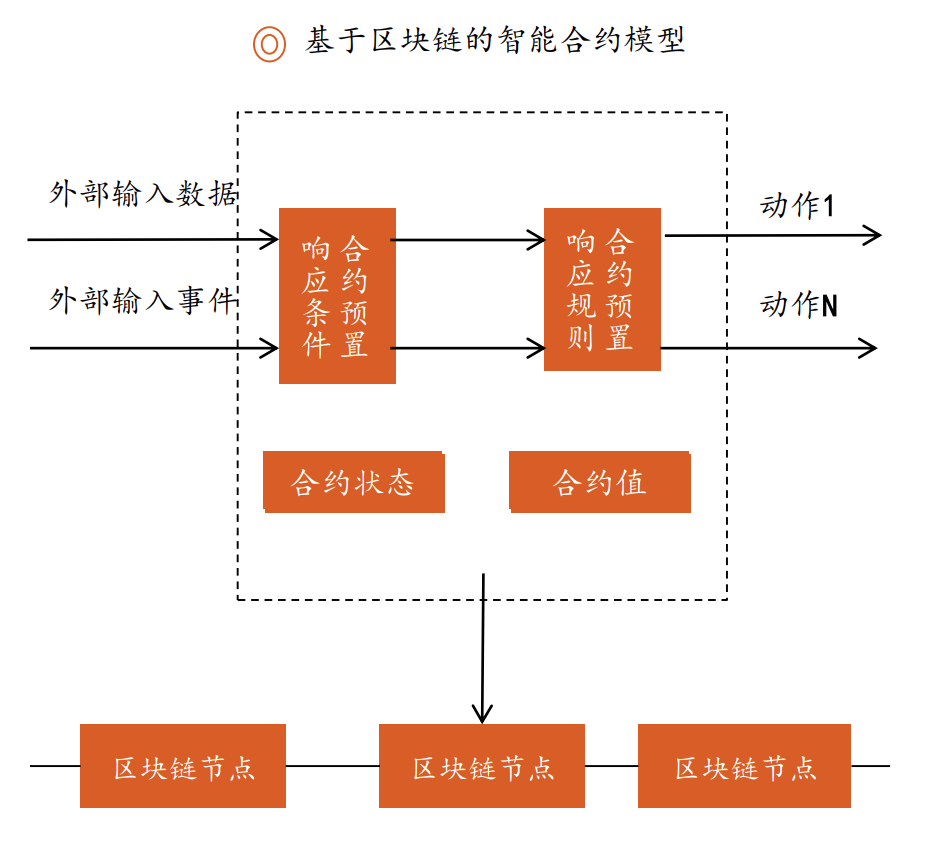 基于区块链的智能合约模型
外部输入数据
外部输入事件
合约预置
响应条件
合约预置
响应规则
动作1
动作N
合约状态
合约值
区块链节点
区块链节点
区块链节点